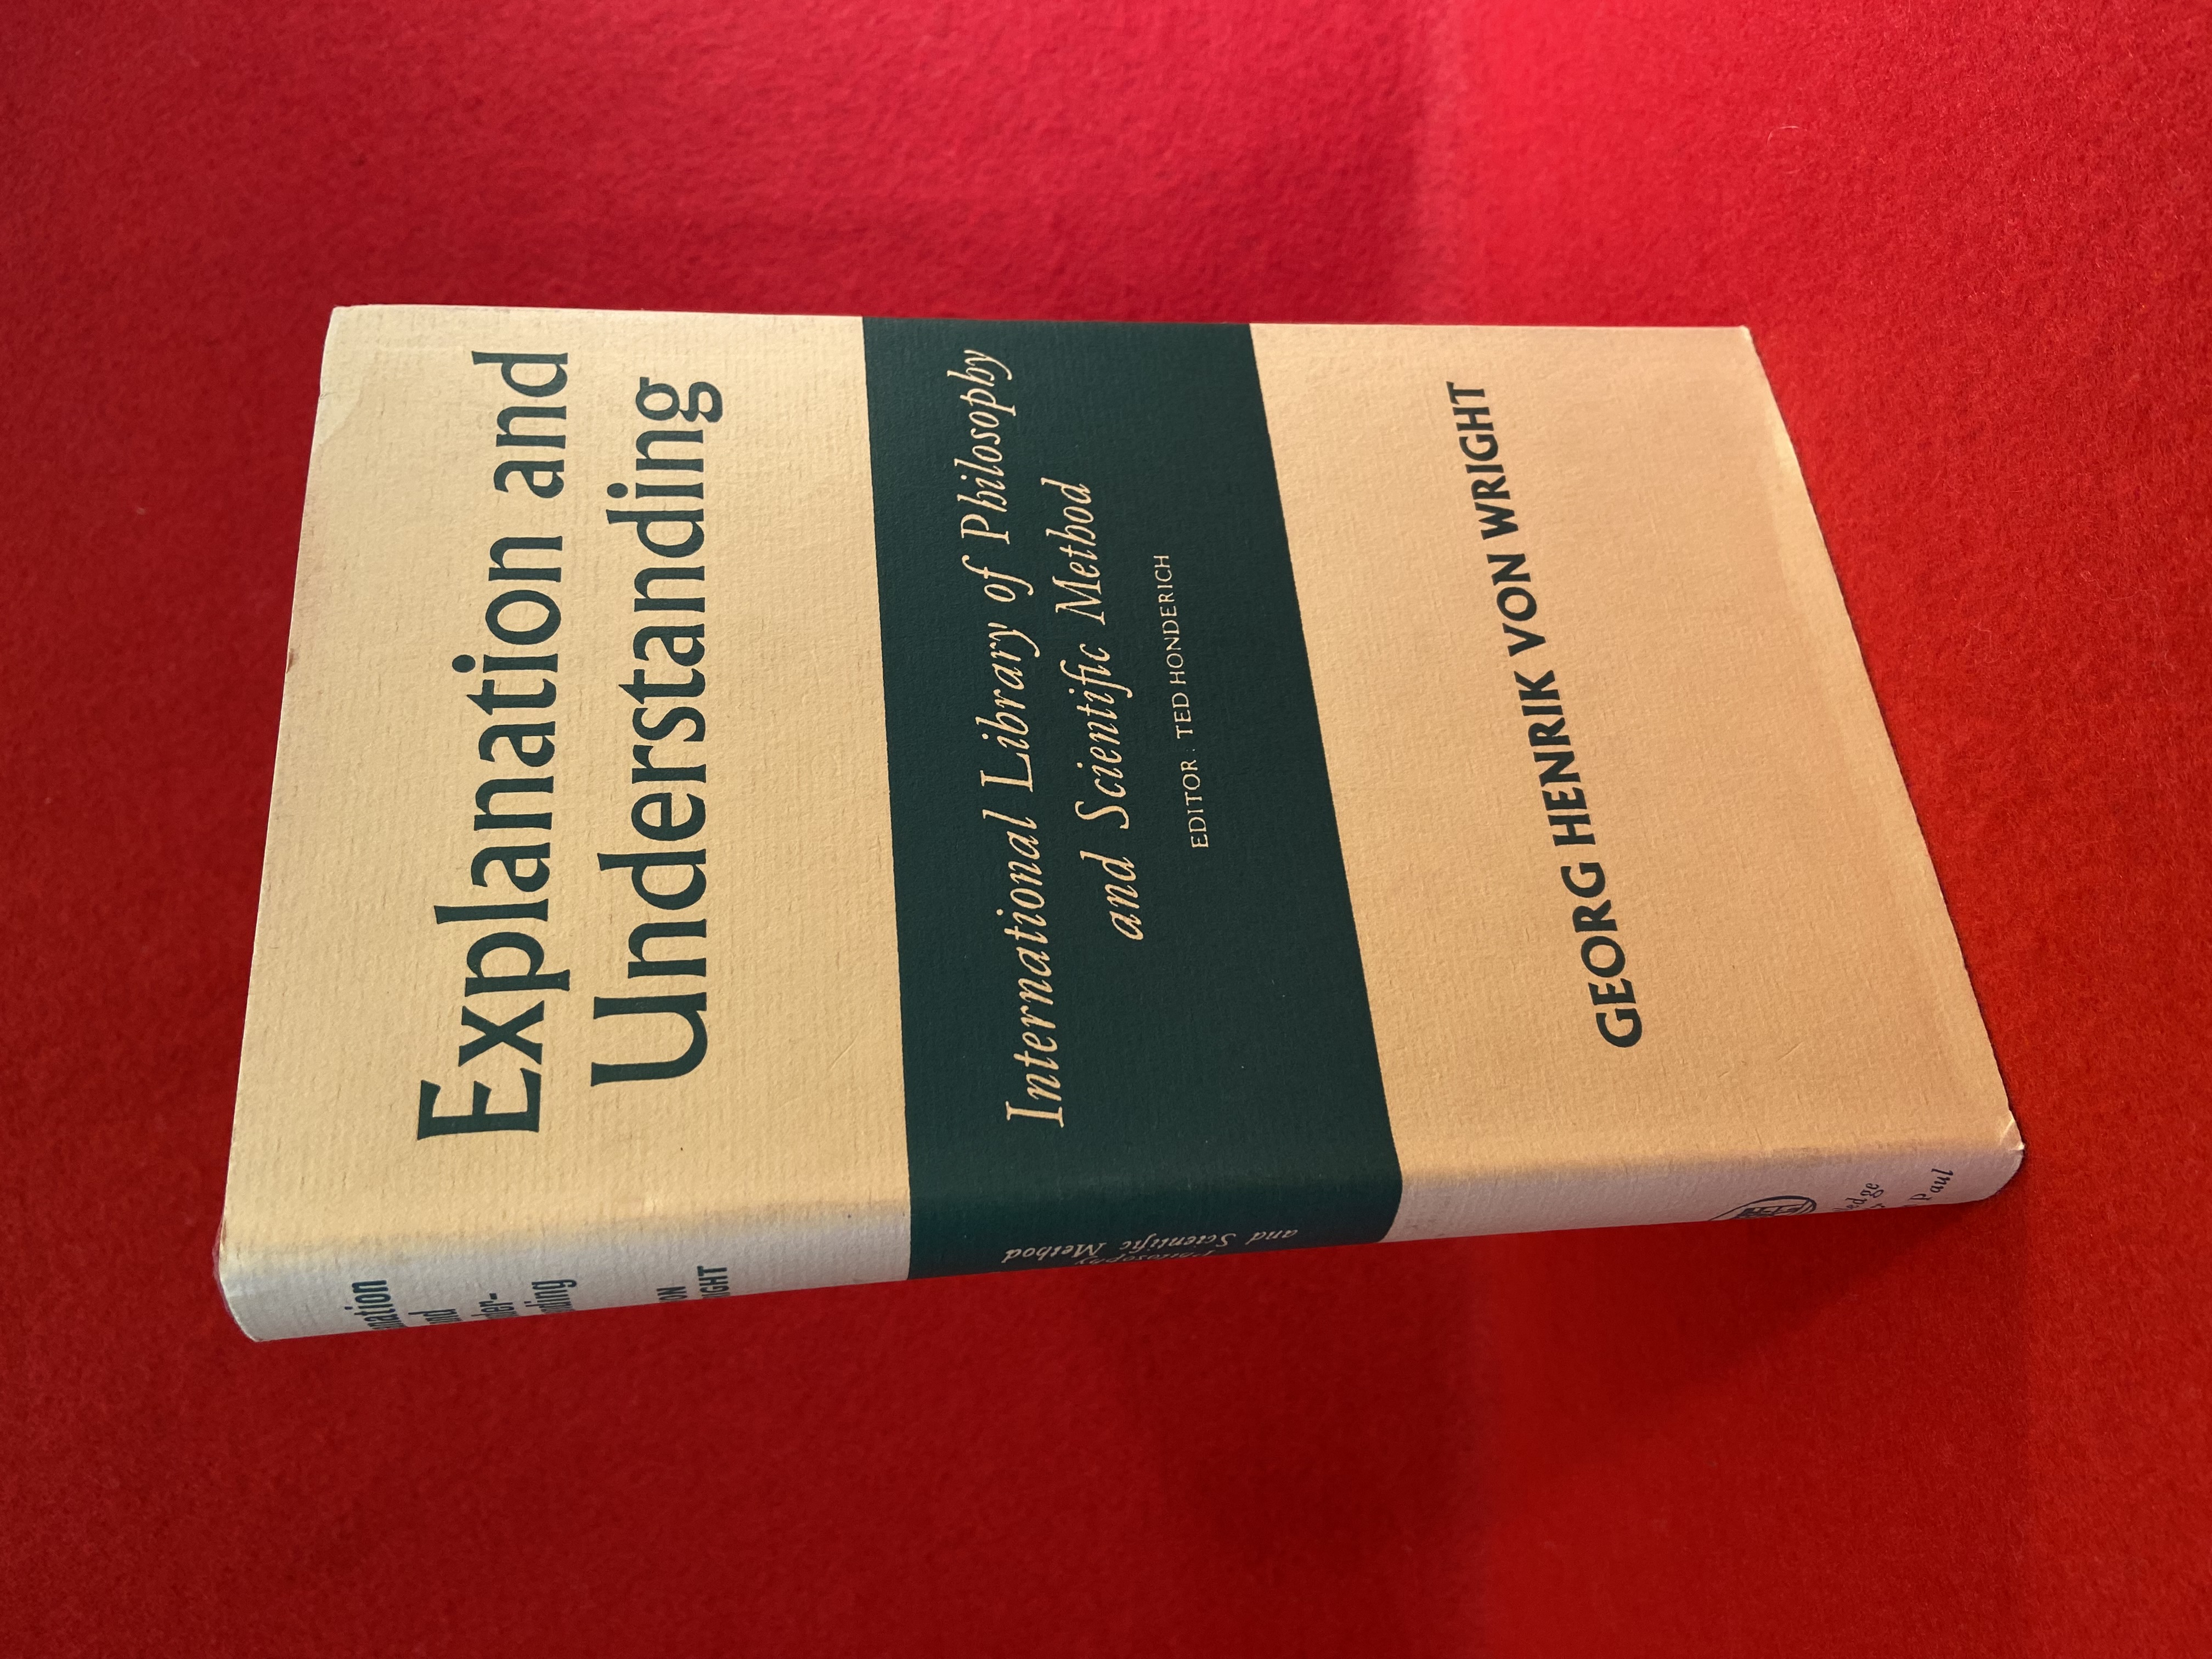 Explanation and
Understanding
International Library of Philosophy
and Scientific Method
EDITOR: TED HONDERICH
GEORG HENRIK VON WRIGHT
and Scientific Method
Paul